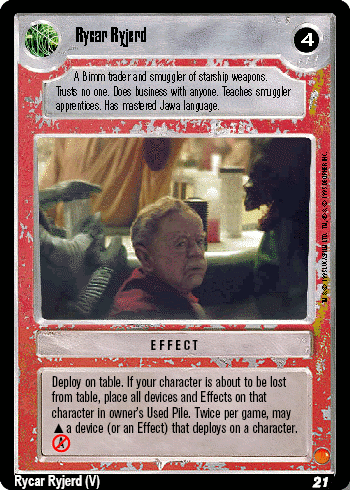 Rycar Ryjerd
4
A Bimm trader and smuggler of starship weapons.
Trusts no one. Does business with anyone. Teaches smuggler
apprentices. Has mastered Jawa language.
EFFECT
Deploy on table. If your character is about to be lost
from table, place all devices and Effects on that
character in owner's Used Pile. Twice per game, may
▲ a device (or an Effect) that deploys on a character.
Rycar Ryjerd (V)
21